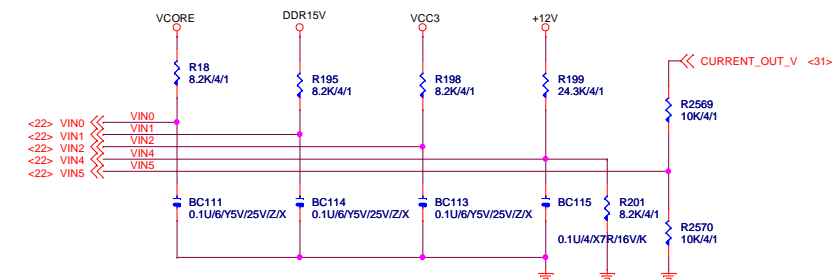 VCORE
DDR15V
VCC3
+12V
CURRENT_OUT_V <31>
R18
8.2K/4/1
R195
8.2K/4/1
R198
8.2K/4/1
R199
24.3K/4/1
R2569
10K/4/1
<22> VIN0 VIN0
<22> VIN1 VIN1
<22> VIN2 VIN2
<22> VIN4 VIN4
<22> VIN5 VIN5
BC111
0.1U/6/Y5V/25V/Z/X
BC114
0.1U/6/Y5V/25V/Z/X
BC113
0.1U/6/Y5V/25V/Z/X
BC115
0.1U/4/X7R/16V/K
R201
8.2K/4/1
R2570
10K/4/1